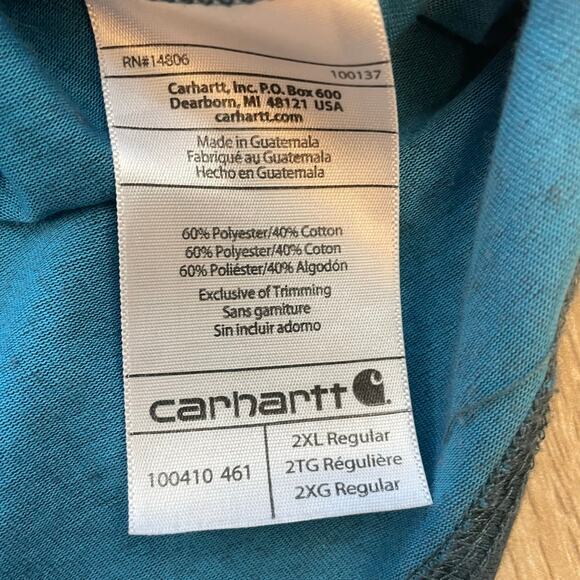 RN#14806
100137
Carhartt, Inc. P.O. Box 600
Dearborn, MI 48121 USA
carhartt.com
Made in Guatemala
Fabriqué au Guatemala
Hecho en Guatemala
60% Polyester/40% Cotton
60% Polyester/40% Coton
60% Poliéster/40% Algodón
Exclusive of Trimming
Sans garniture
Sin incluir adorno
carhartt
100410 461
2XL Regular
2TG Régulière
2XG Regular